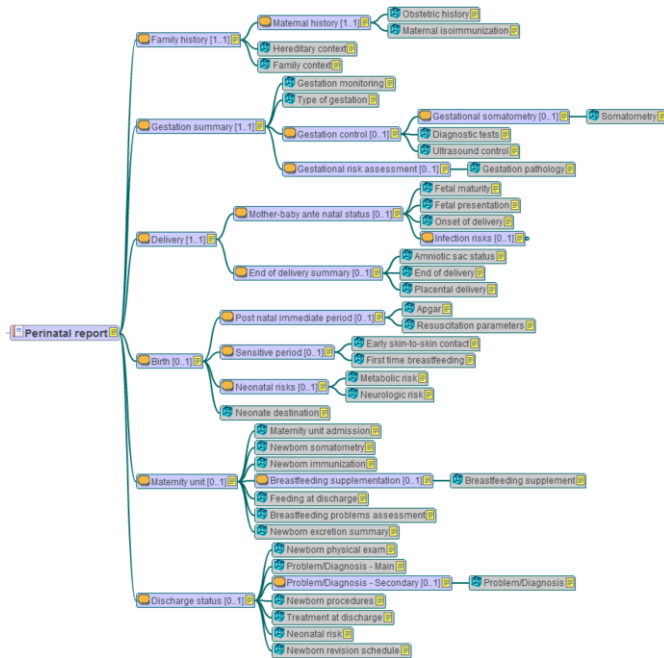 Perinatal report
Family history [1..1]
Maternal history [1..1]
Obstetric history
Maternal isoimmunization
Hereditary context
Family context
Gestation summary [1..1]
Gestation monitoring
Type of gestation
Gestation control [0..1]
Gestational somatometry [0..1]
Somatometry
Diagnostic tests
Ultrasound control
Gestational risk assessment [0..1]
Gestation pathology
Delivery [1..1]
Mother-baby ante natal status [0..1]
Fetal maturity
Fetal presentation
Onset of delivery
Infection risks [0..1]
End of delivery summary [0..1]
Amniotic sac status
End of delivery
Placental delivery
Birth [0..1]
Post natal immediate period [0..1]
Apgar
Resuscitation parameters
Sensitive period [0..1]
Early skin-to-skin contact
First time breastfeeding
Neonatal risks [0..1]
Metabolic risk
Neurologic risk
Neonate destination
Maternity unit [0..1]
Maternity unit admission
Newborn somatometry
Newborn immunization
Breastfeeding supplementation [0..1]
Breastfeeding supplement
Feeding at discharge
Breastfeeding problems assessment
Newborn excretion summary
Discharge status [0..1]
Newborn physical exam
Problem/Diagnosis - Main
Problem/Diagnosis - Secondary [0..1]
Problem/Diagnosis
Newborn procedures
Treatment at discharge
Neonatal risk
Newborn revision schedule